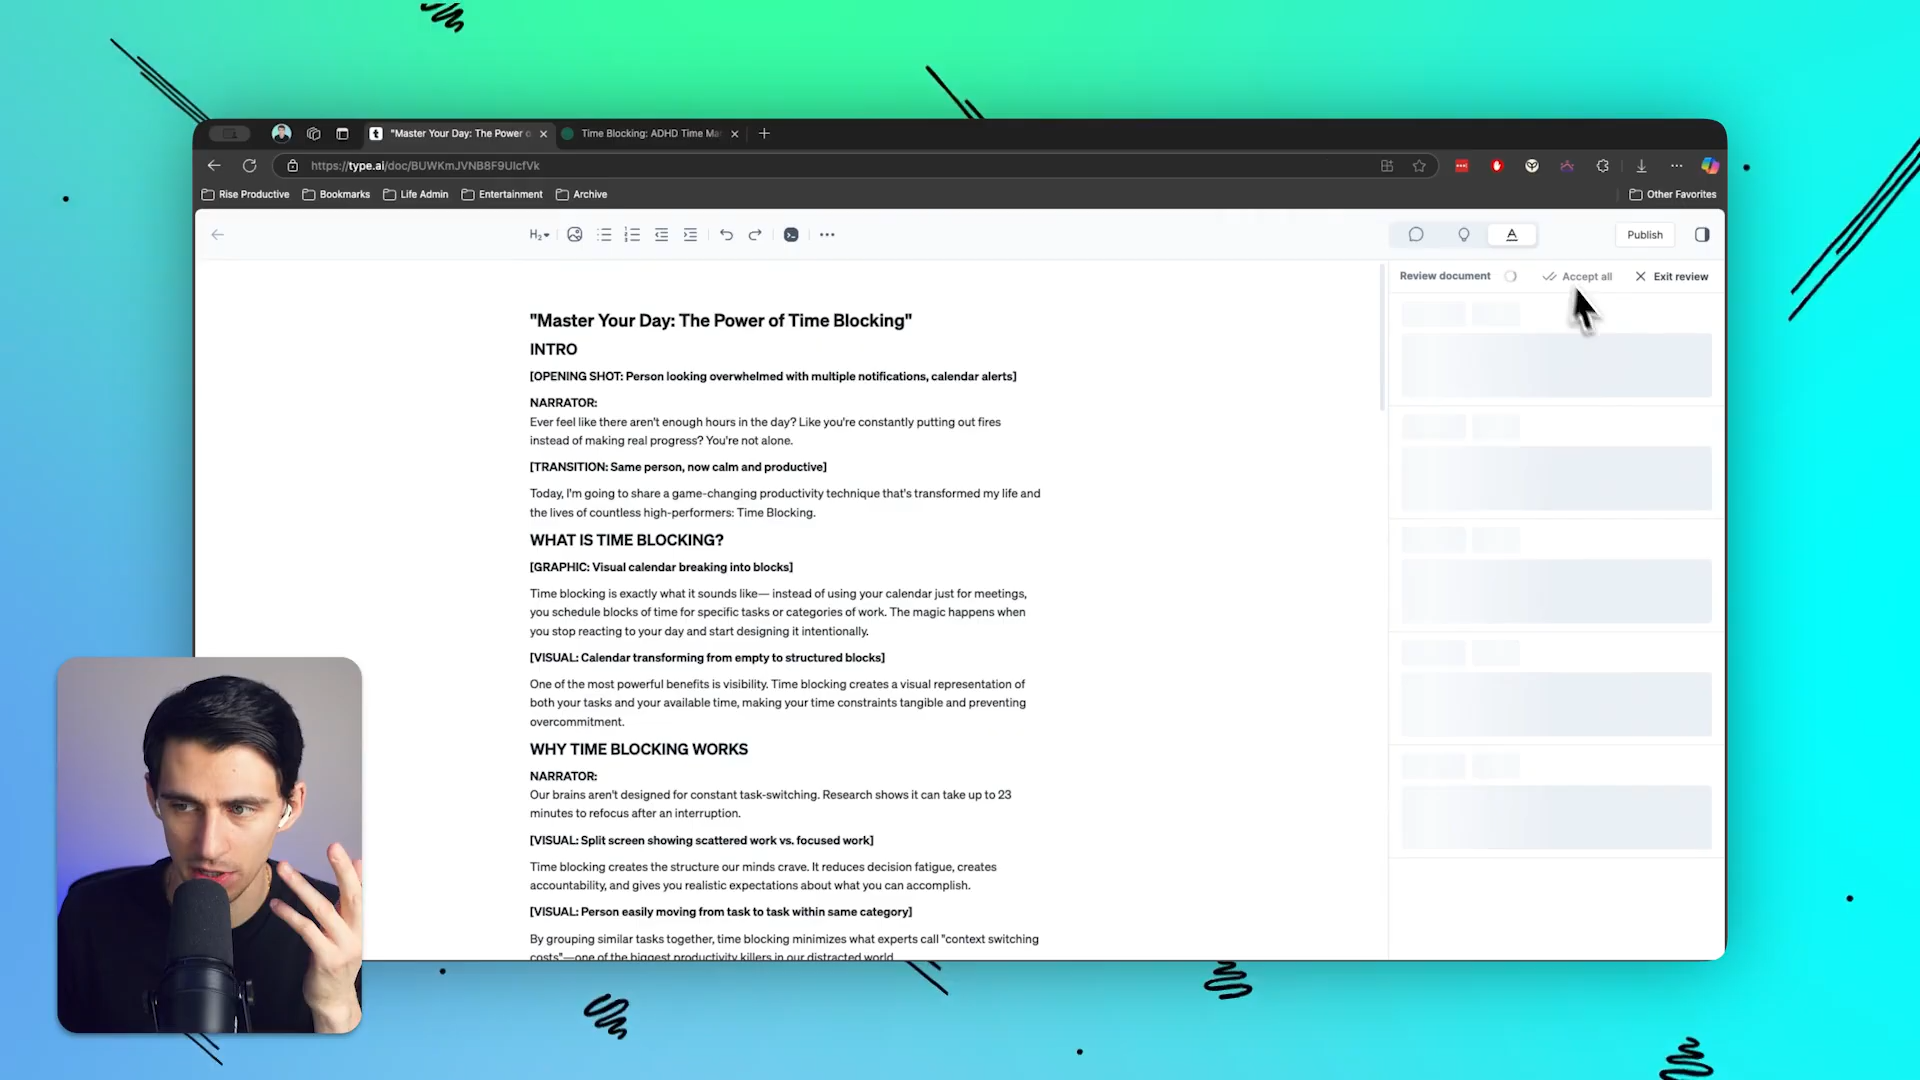 "Master Your Day: The Power o
Time Blocking: ADHD Time Ma
https://type.ai/doc/BUWKmJVNB8F9UIcfVk
Rise Productive
Bookmarks
Life Admin
Entertainment
Archive
Other Favorites
H₂
Publish
Review document
Accept all
Exit review
"Master Your Day: The Power of Time Blocking"
INTRO
[OPENING SHOT: Person looking overwhelmed with multiple notifications, calendar alerts]
NARRATOR:
Ever feel like there aren't enough hours in the day? Like you're constantly putting out fires
instead of making real progress? You're not alone.
[TRANSITION: Same person, now calm and productive]
Today, I'm going to share a game-changing productivity technique that's transformed my life and
the lives of countless high-performers: Time Blocking.
WHAT IS TIME BLOCKING?
[GRAPHIC: Visual calendar breaking into blocks]
Time blocking is exactly what it sounds like— instead of using your calendar just for meetings,
you schedule blocks of time for specific tasks or categories of work. The magic happens when
you stop reacting to your day and start designing it intentionally.
[VISUAL: Calendar transforming from empty to structured blocks]
One of the most powerful benefits is visibility. Time blocking creates a visual representation of
both your tasks and your available time, making your time constraints tangible and preventing
overcommitment.
WHY TIME BLOCKING WORKS
NARRATOR:
Our brains aren't designed for constant task-switching. Research shows it can take up to 23
minutes to refocus after an interruption.
[VISUAL: Split screen showing scattered work vs. focused work]
Time blocking creates the structure our minds crave. It reduces decision fatigue, creates
accountability, and gives you realistic expectations about what you can accomplish.
[VISUAL: Person easily moving from task to task within same category]
By grouping similar tasks together, time blocking minimizes what experts call "context switching
costs"—one of the biggest productivity killers in our distracted world